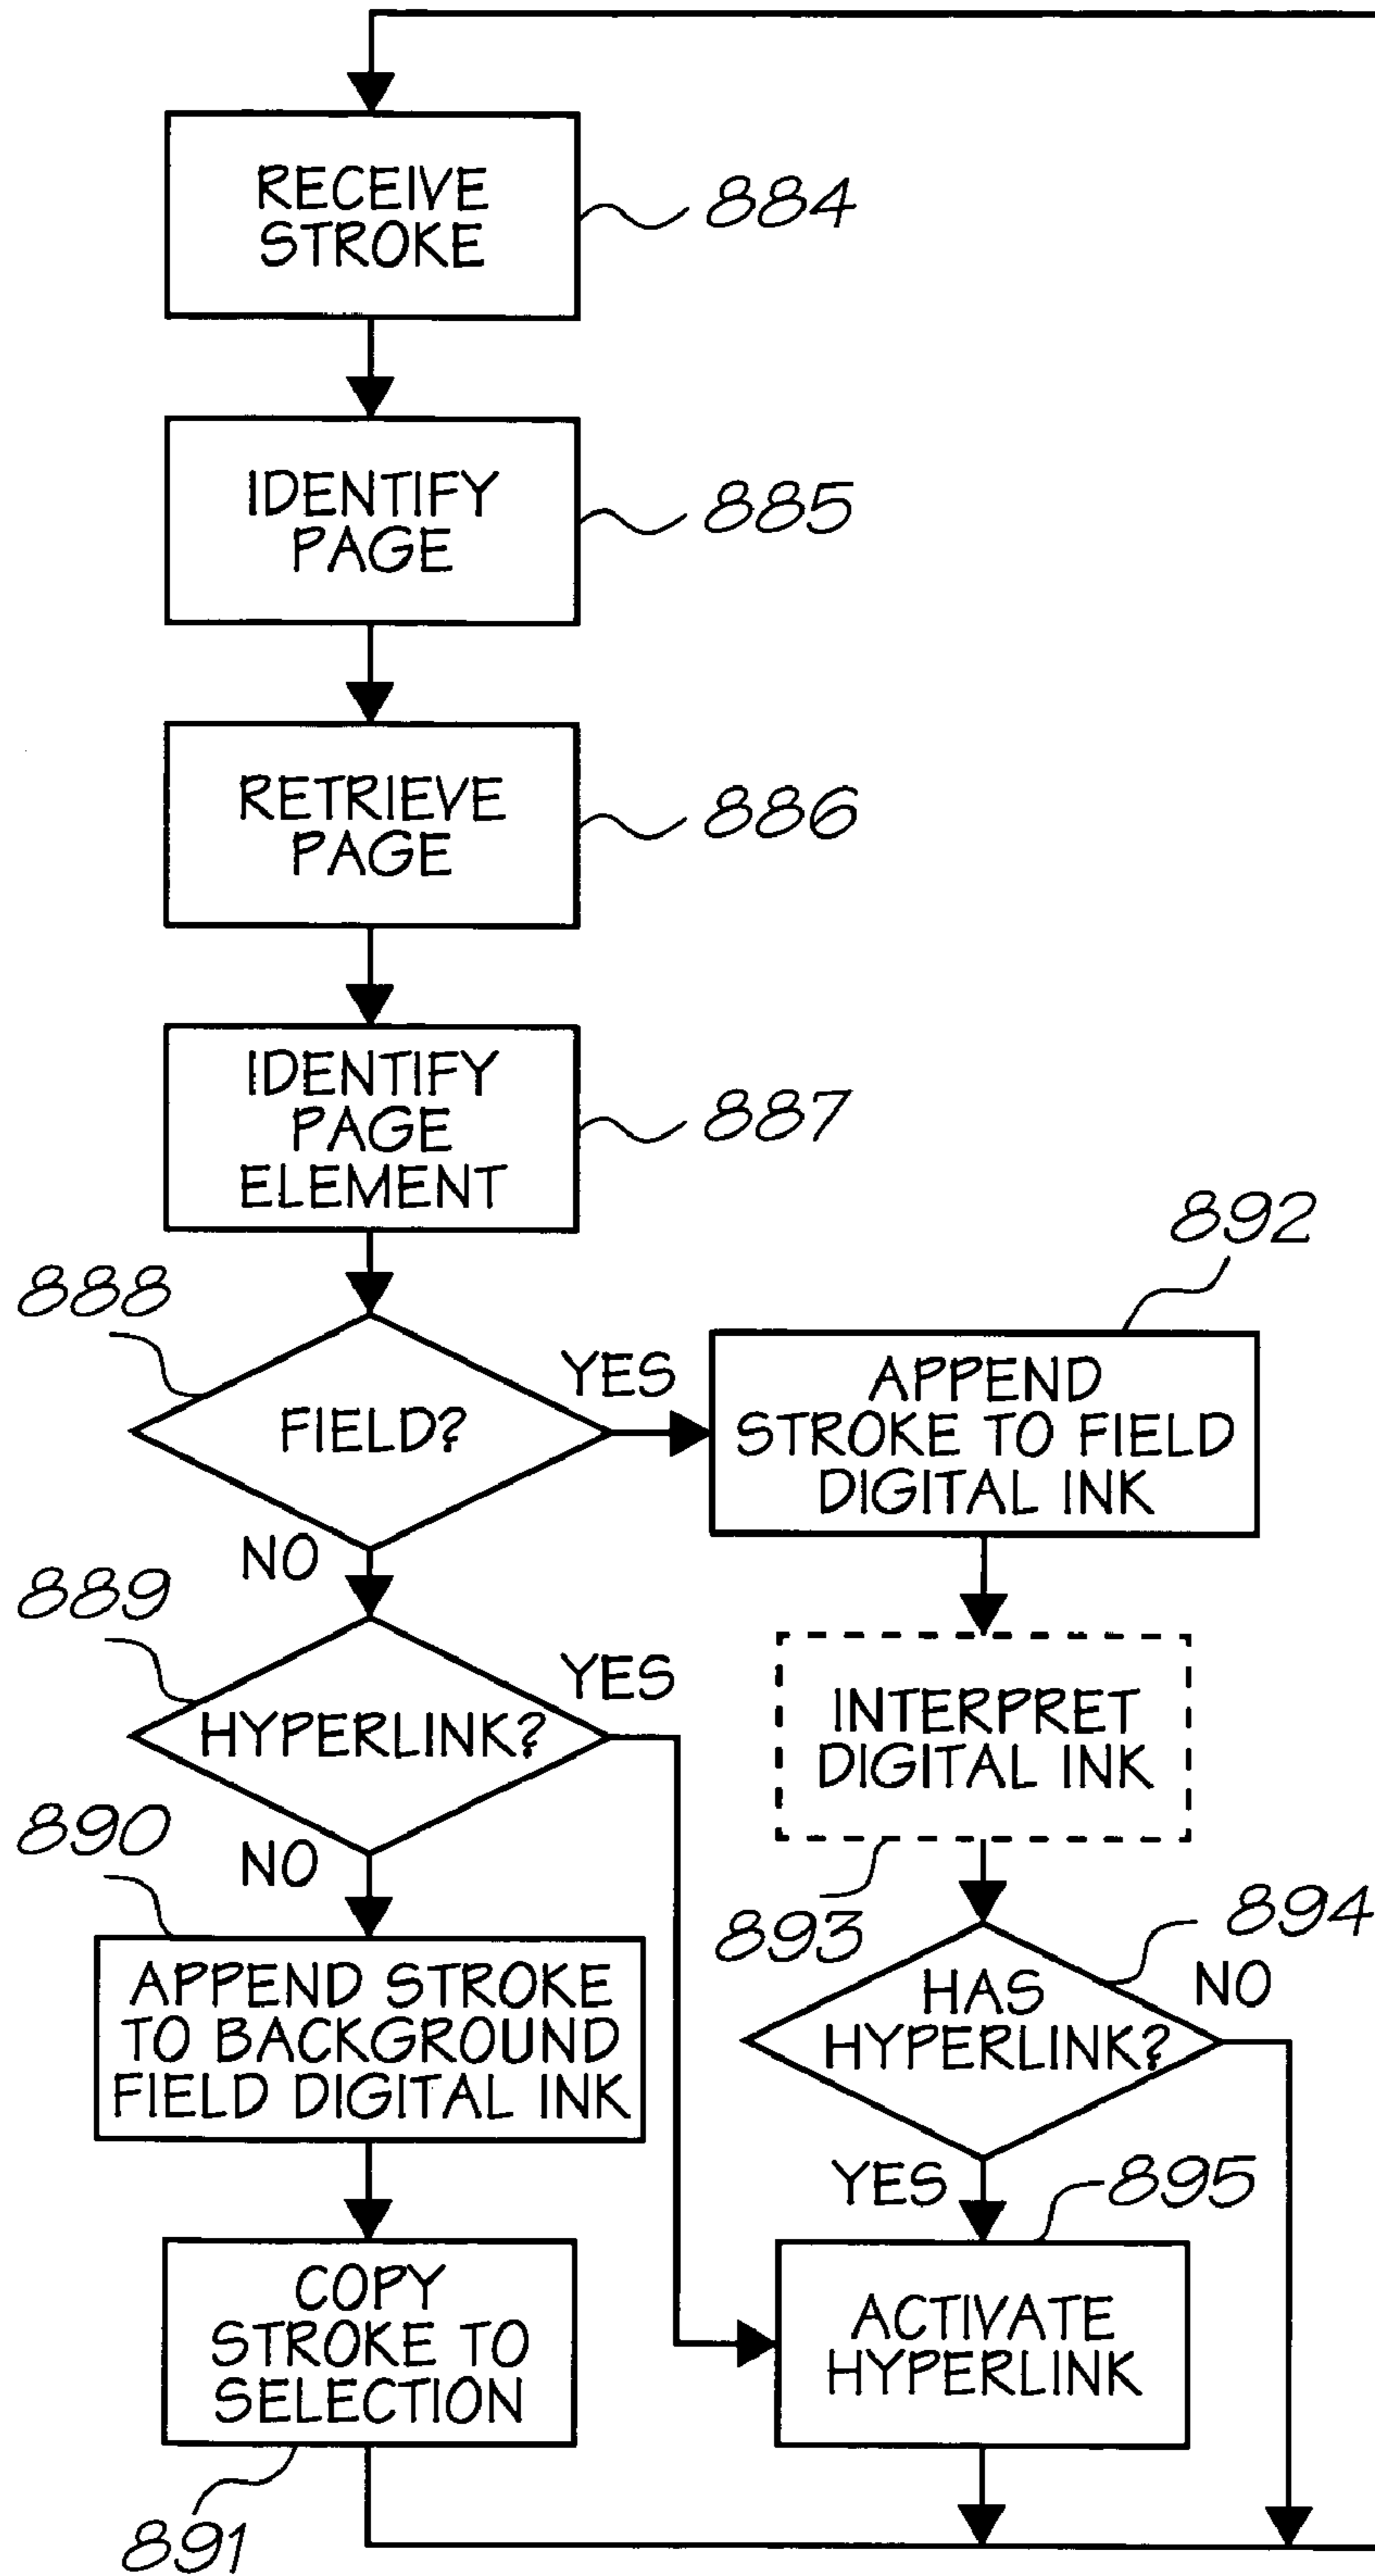 RECEIVE
STROKE
884
IDENTIFY
PAGE
885
RETRIEVE
PAGE
886
IDENTIFY
PAGE
ELEMENT
887
888
FIELD?
YES
NO
892
APPEND
STROKE TO FIELD
DIGITAL INK
889
HYPERLINK?
YES
NO
INTERPRET
DIGITAL INK
893
890
APPEND STROKE
TO BACKGROUND
FIELD DIGITAL INK
894
HAS
HYPERLINK?
NO
YES
895
COPY
STROKE TO
SELECTION
891
ACTIVATE
HYPERLINK